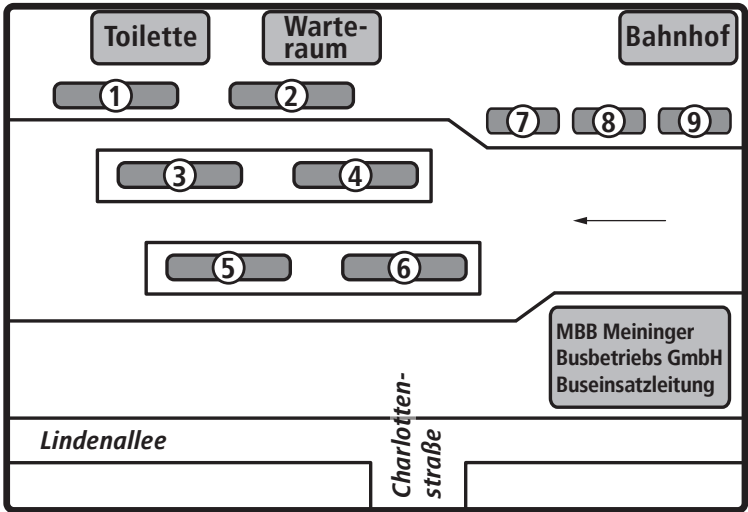 Toilette
Warte-
raum
Bahnhof
1
2
7
8
9
3
4
5
6
MBB Meininger
Busbetriebs GmbH
Buseinsatzleitung
Lindenallee
Charlotten-
straße